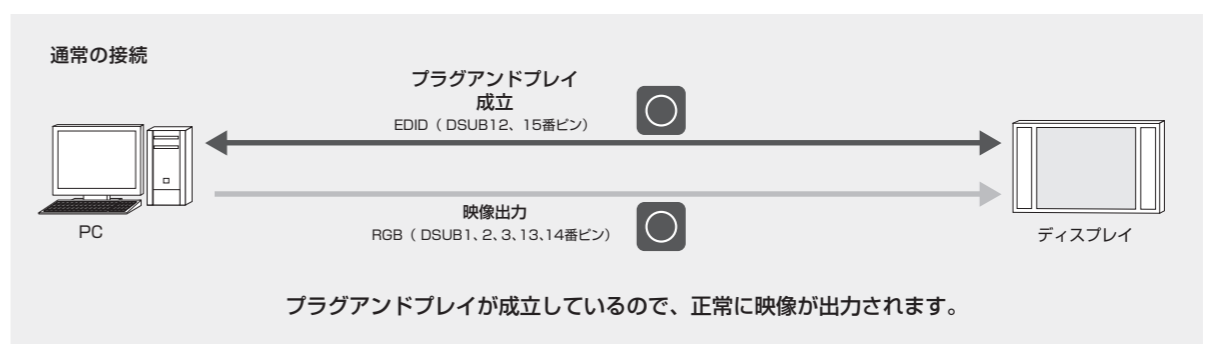 通常の接続
プラグアンドプレイ
成立
EDID（ DSUB12、15番ピン）
映像出力
RGB（ DSUB1、2、3、13、14番ピン）
PC
ディスプレイ
プラグアンドプレイが成立しているので、正常に映像が出力されます。